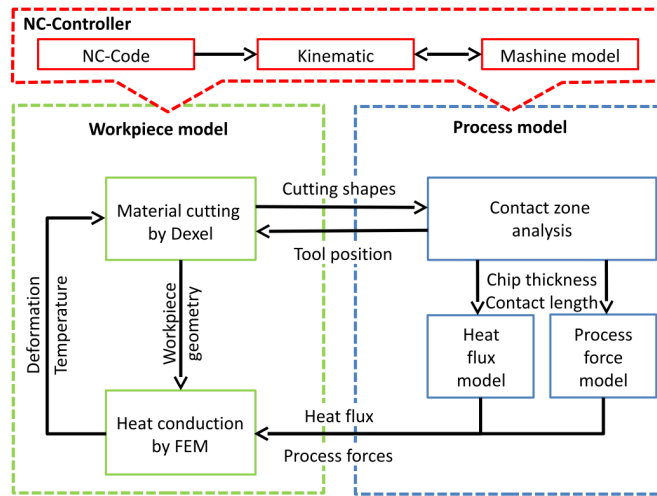 NC-Controller
NC-Code
Kinematic
Mashine model
Workpiece model
Process model
Cutting shapes
Material cutting
by Dexel
Contact zone
analysis
Tool position
Deformation
Temperature
Workpiece
geometry
Chip thickness
Contact length
Heat
flux
model
Process
force
model
Heat conduction
by FEM
Heat flux
Process forces